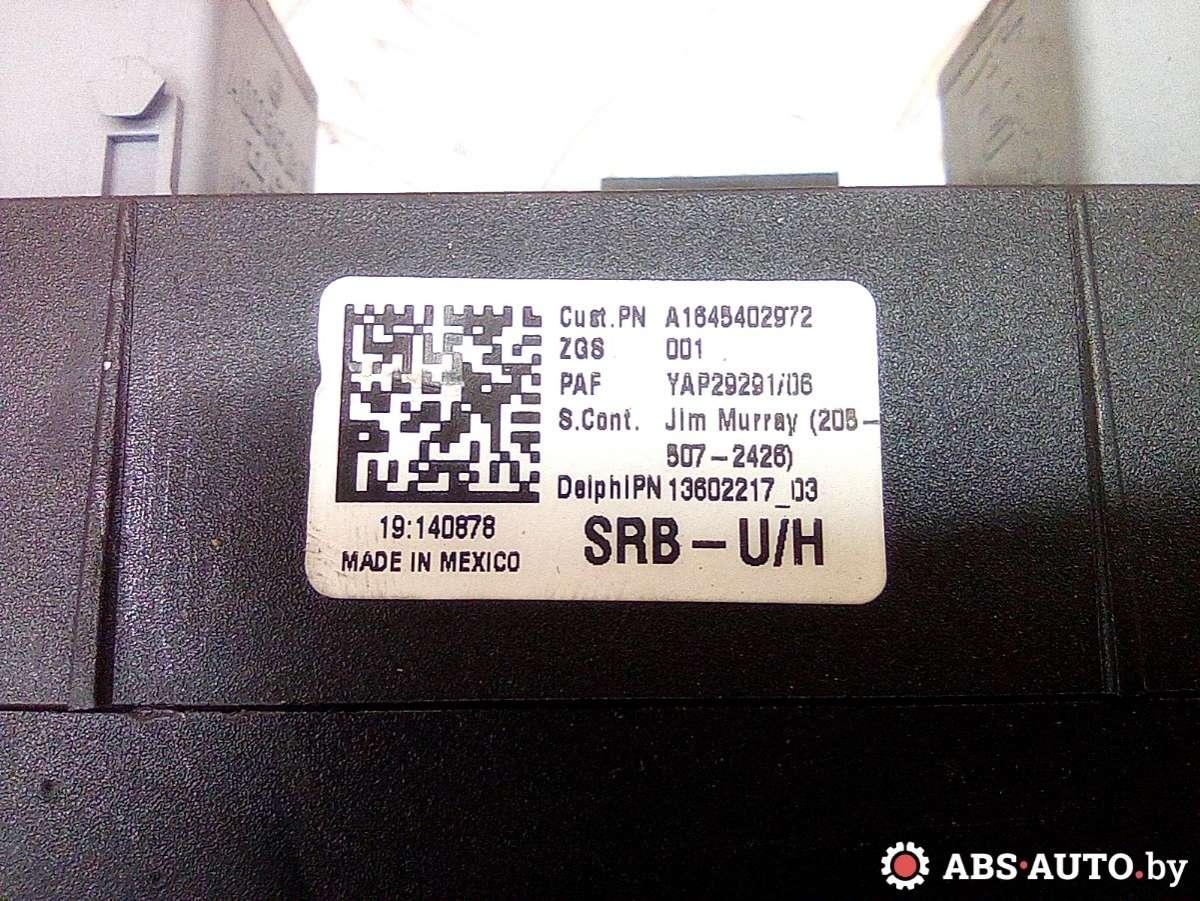 Cust.PN A1645402972
ZGS 001
PAF YAP29291/06
S.Cont. Jim Murray (205-
507-2426)
DelphiPN 13602217_03
19:140878
MADE IN MEXICO
SRB-U/H
ABS·AUTO.by